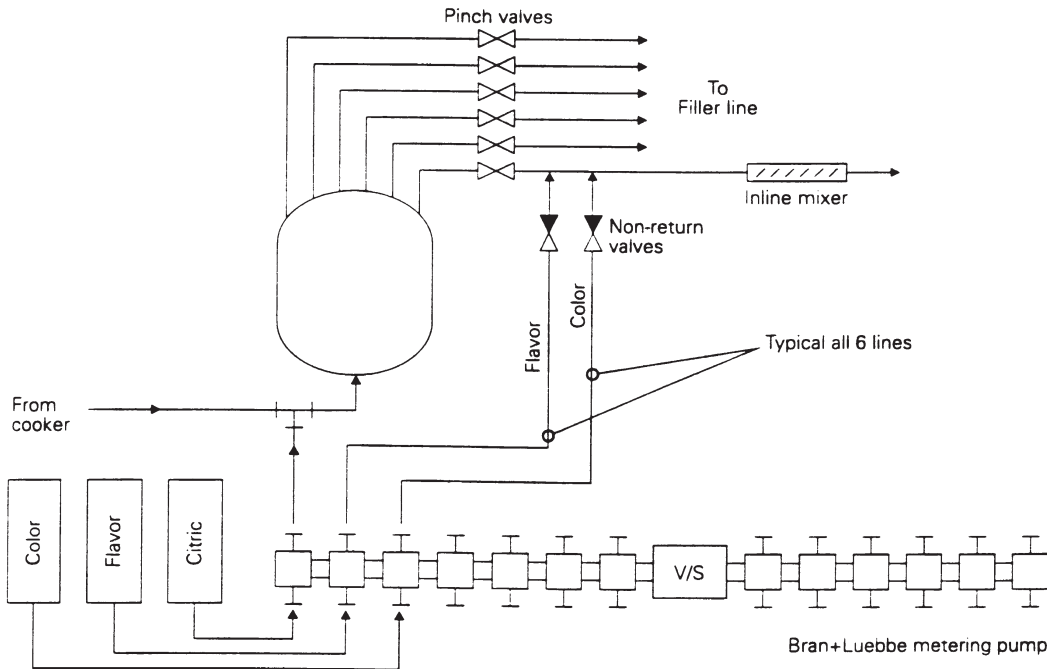 Pinch valves
To
Filler line
Inline mixer
Non-return
valves
Flavor
Color
Typical all 6 lines
From
cooker
Color
Flavor
Citric
V/S
Bran+Luebbe metering pump